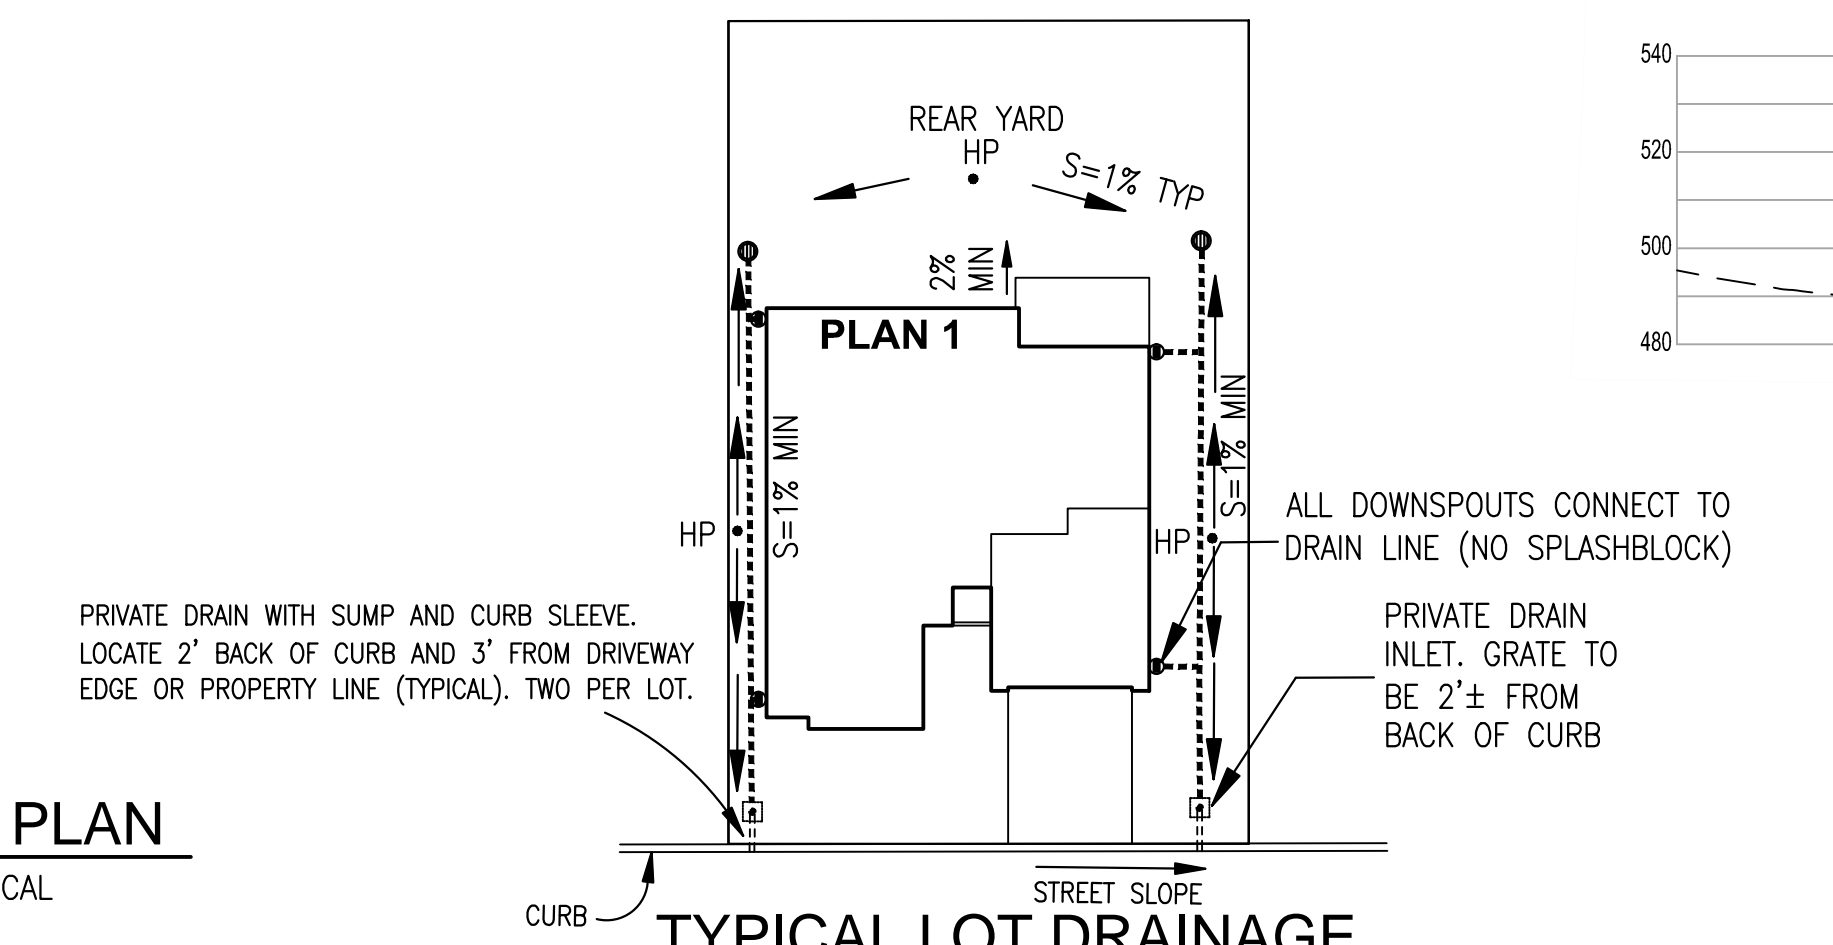 540
520
500
480
REAR YARD
HP
S=1% TYP
2%
MIN
PLAN 1
S=1% MIN
S=1% MIN
HP
HP
ALL DOWNSPOUTS CONNECT TO
DRAIN LINE (NO SPLASHBLOCK)
PRIVATE DRAIN WITH SUMP AND CURB SLEEVE.
LOCATE 2' BACK OF CURB AND 3' FROM DRIVEWAY
EDGE OR PROPERTY LINE (TYPICAL). TWO PER LOT.
PRIVATE DRAIN
INLET. GRATE TO
BE 2'± FROM
BACK OF CURB
PLAN
CAL
CURB
STREET SLOPE
TYPICAL LOT DRAINAGE